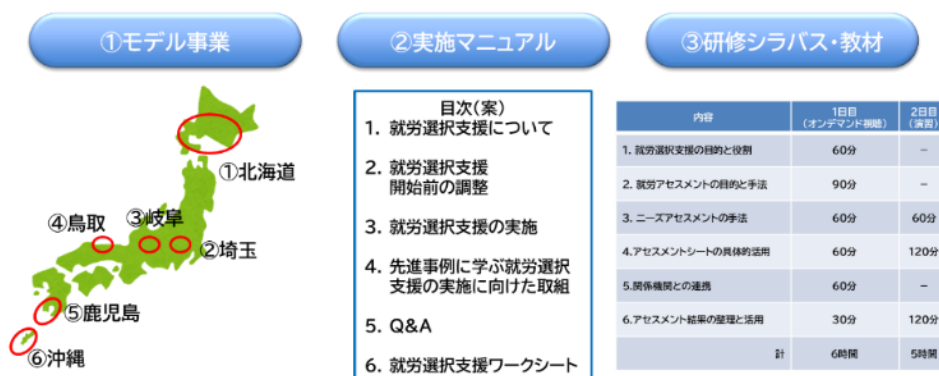 ①モデル事業
②実施マニュアル
③研修シラバス・教材
①北海道
④鳥取
③岐阜
②埼玉
⑤鹿児島
⑥沖縄
目次(案)
1. 就労選択支援について
2. 就労選択支援
開始前の調整
3. 就労選択支援の実施
4. 先進事例に学ぶ就労選択
支援の実施に向けた取組
5. Q&A
6. 就労選択支援ワークシート
内容 1日目 2日目
(オンデマンド視聴) (演習)
1. 就労選択支援の目的と役割 60分 －
2. 就労アセスメントの目的と手法 90分 －
3. ニーズアセスメントの手法 60分 60分
4.アセスメントシートの具体的活用 60分 120分
5.関係機関との連携 60分 －
6.アセスメント結果の整理と活用 30分 120分
計 6時間 5時間